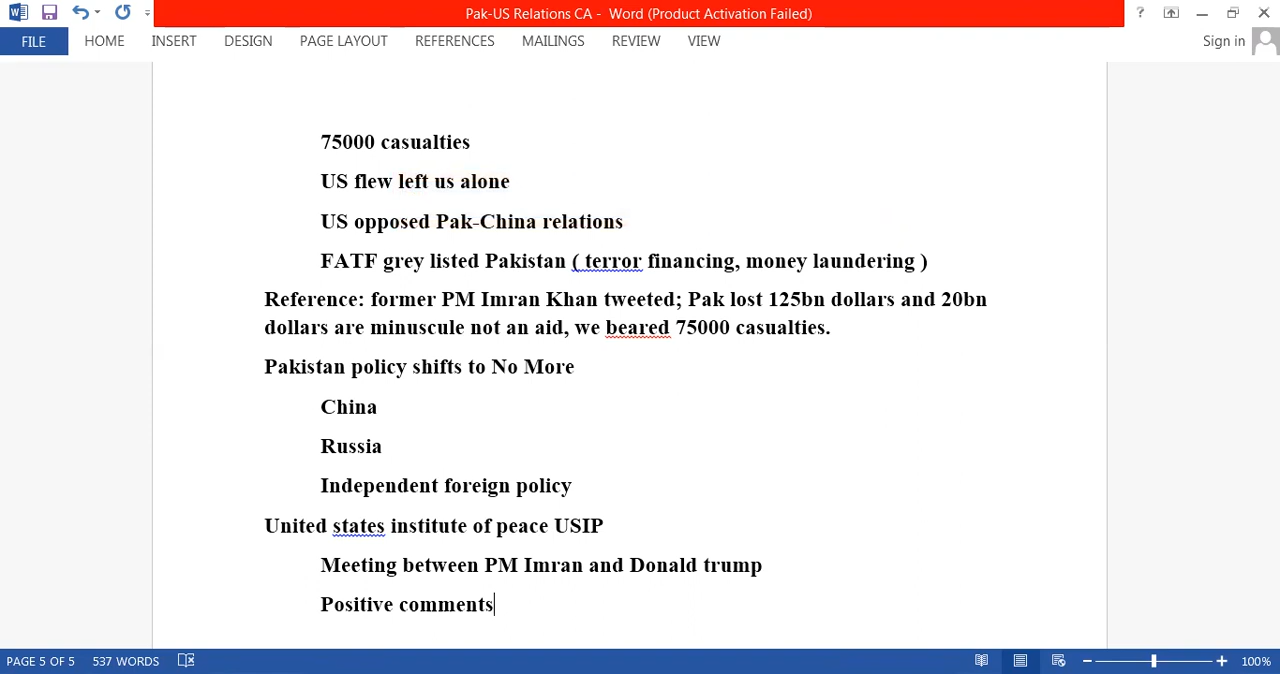 Pak-US Relations CA - Word (Product Activation Failed)
?
FILE HOME INSERT DESIGN PAGE LAYOUT REFERENCES MAILINGS REVIEW VIEW Sign in
75000 casualties
US flew left us alone
US opposed Pak-China relations
FATF grey listed Pakistan ( terror financing, money laundering )
Reference: former PM Imran Khan tweeted; Pak lost 125bn dollars and 20bn
dollars are minuscule not an aid, we beared 75000 casualties.
Pakistan policy shifts to No More
China
Russia
Independent foreign policy
United states institute of peace USIP
Meeting between PM Imran and Donald trump
Positive comments
PAGE 5 OF 5 537 WORDS 100%